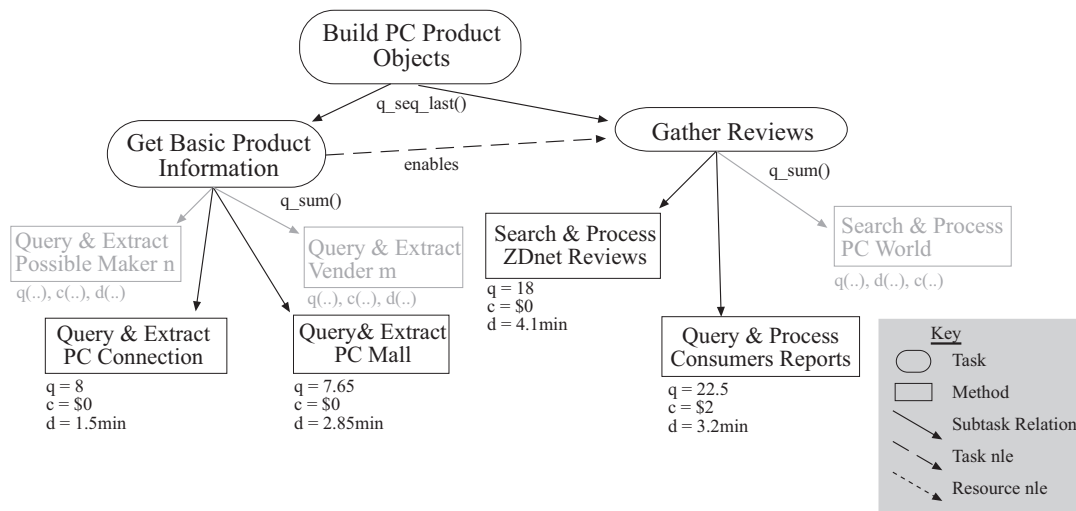 Build PC Product
Objects
q_seq_last()
Get Basic Product
Information
enables
Gather Reviews
q_sum()
q_sum()
Query & Extract
Possible Maker n
q(..), c(..), d(..)
Query & Extract
Vender m
q(..), c(..), d(..)
Query & Extract
PC Connection
q = 8
c = $0
d = 1.5min
Query& Extract
PC Mall
q = 7.65
c = $0
d = 2.85min
Search & Process
ZDnet Reviews
q = 18
c = $0
d = 4.1min
Search & Process
PC World
q(..), d(..), c(..)
Query & Process
Consumers Reports
q = 22.5
c = $2
d = 3.2min
Key
Task
Method
Subtask Relation
Task nle
Resource nle